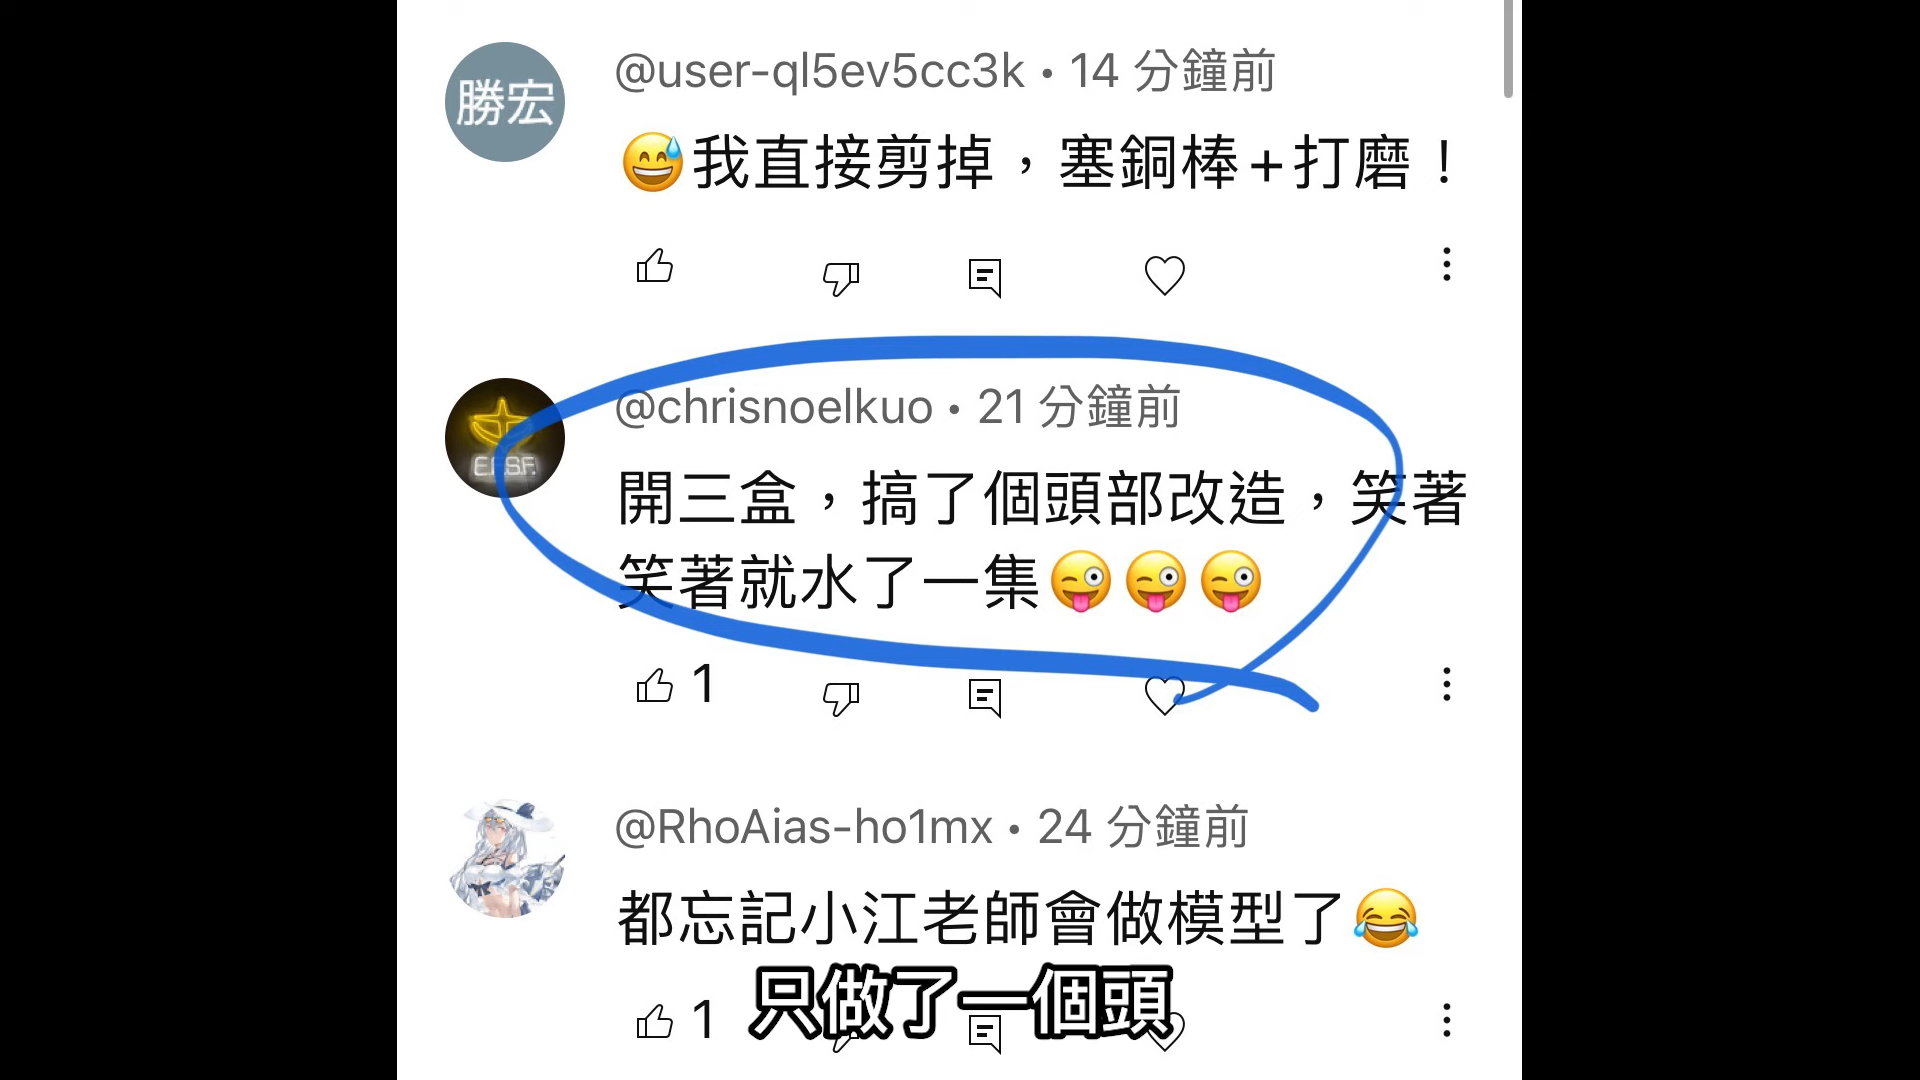 勝宏
@user-ql5ev5cc3k • 14 分鐘前
😅我直接剪掉，塞銅棒+打磨！
@chrisnoelkuo • 21 分鐘前
E.F.S.F.
開三盒，搞了個頭部改造，笑著
笑著就水了一集😜😜😜
1
@RhoAias-ho1mx • 24 分鐘前
都忘記小江老師會做模型了😂
1
只做了一個頭